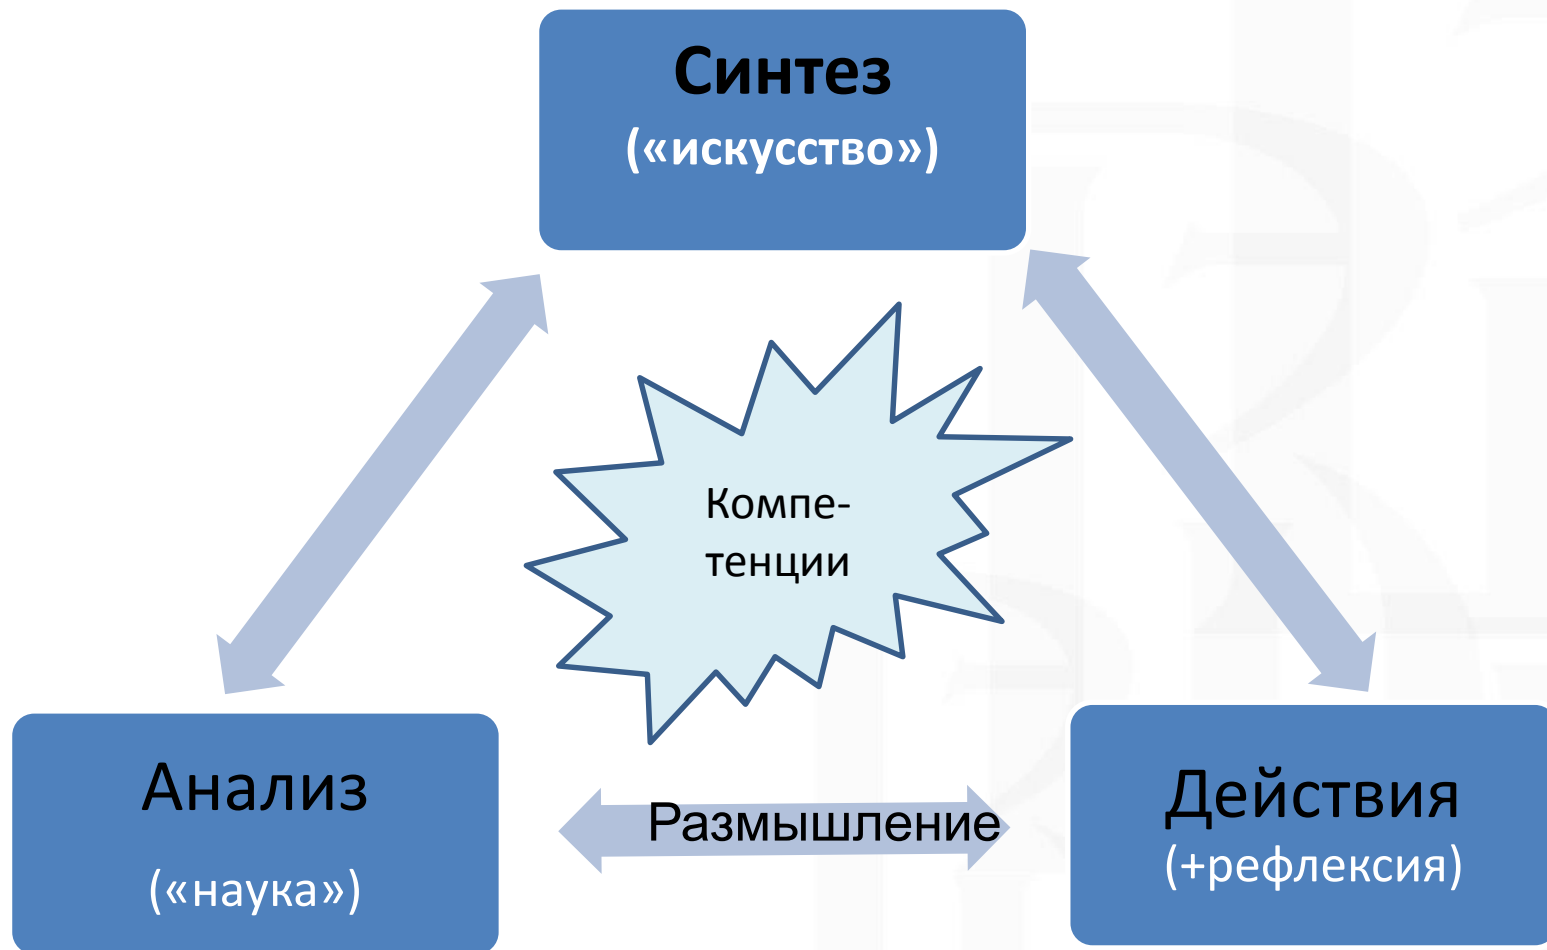 Синтез
(«искусство»)
Компе-
тенции
Анализ
(«наука»)
Размышление
Действия
(+рефлексия)